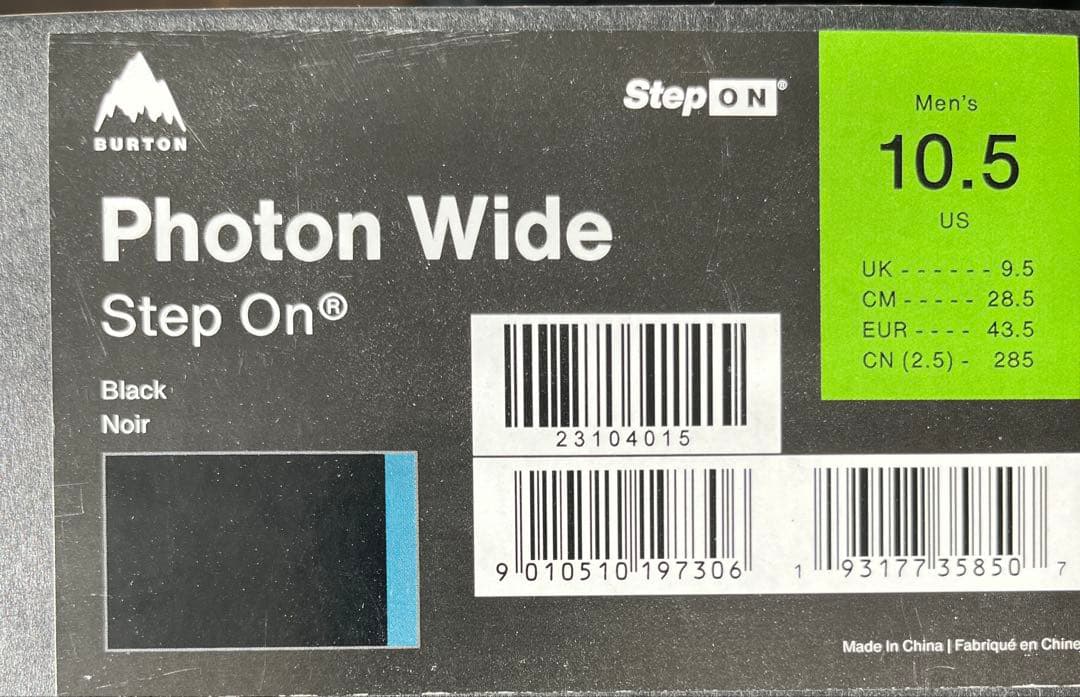 BURTON
Step ON®
Photon Wide
Step On®
Black
Noir
Men's
10.5
US
UK - - - - - - 9.5
CM - - - - - 28.5
EUR - - - - 43.5
CN (2.5) - 285
23104015
9 010510 197306
1 93177 35850 7
Made In China | Fabriqué en Chine